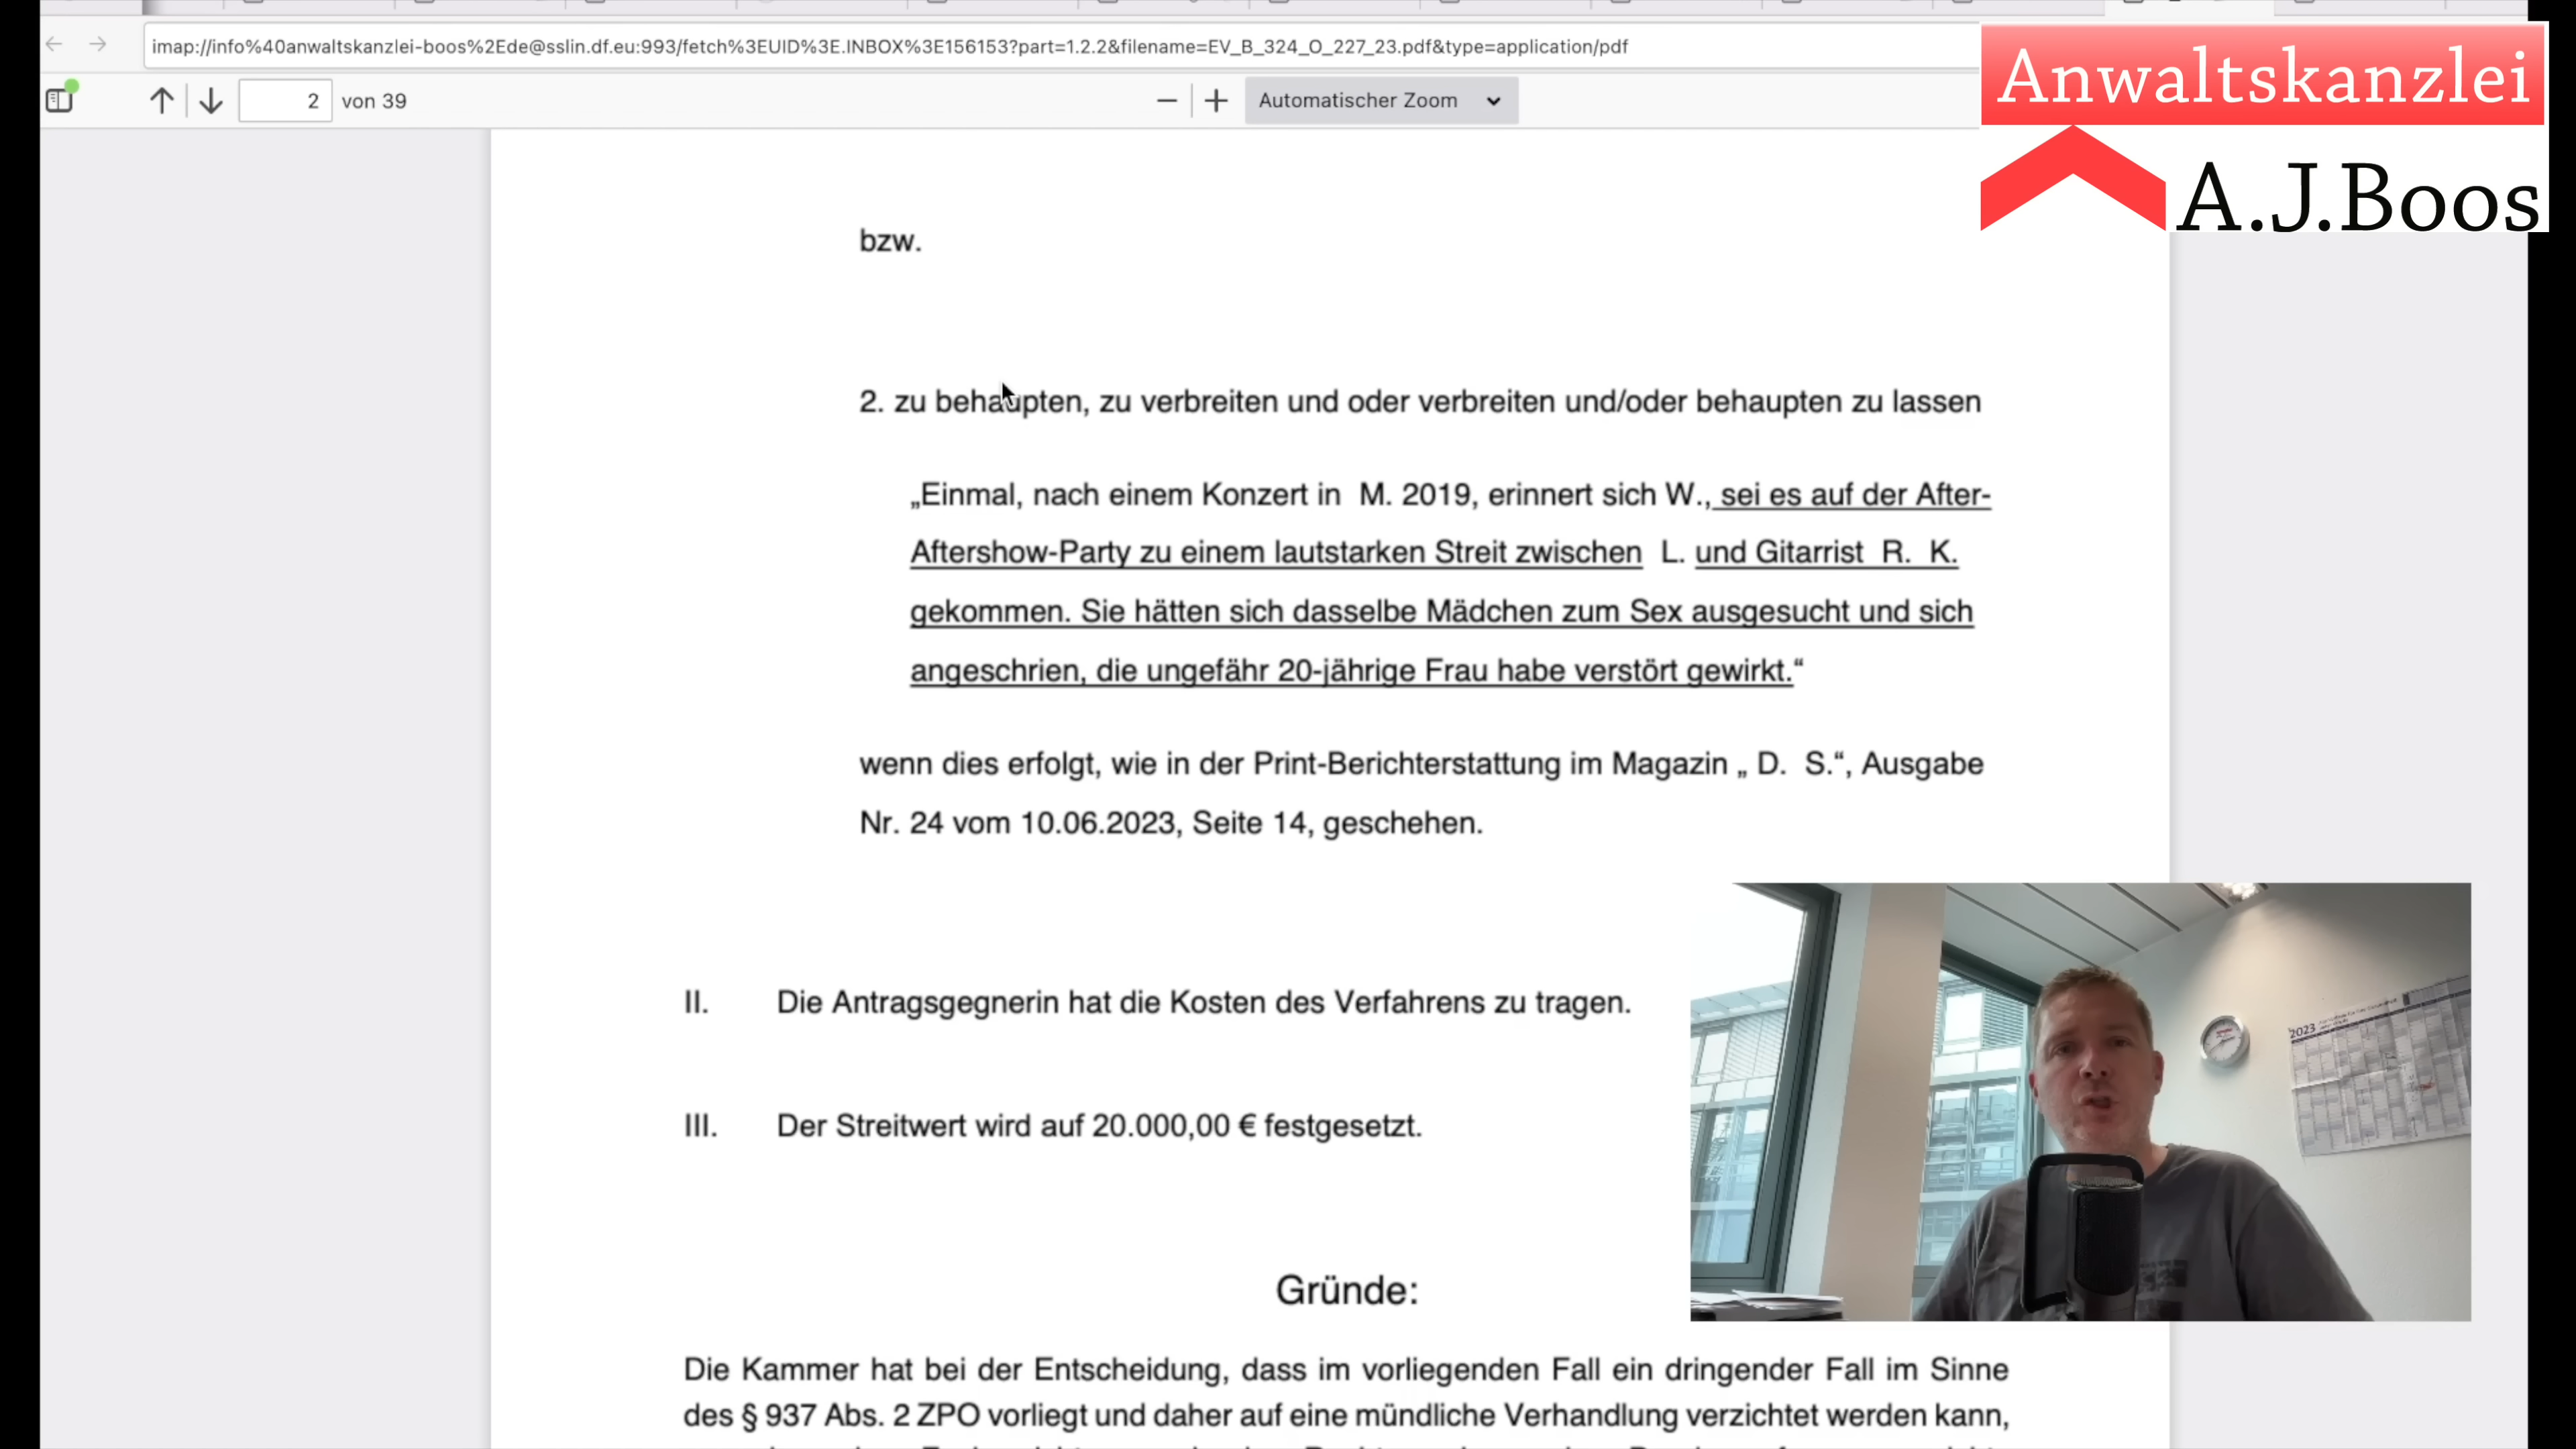 imap://info%40anwaltskanzlei-boos%2Ede@sslin.df.eu:993/fetch%3EUID%3E.INBOX%3E156153?part=1.2.2&filename=EV_B_324_O_227_23.pdf&type=application/pdf
2 von 39
Automatischer Zoom
Anwaltskanzlei
A.J.Boos
bzw.
2. zu behaupten, zu verbreiten und oder verbreiten und/oder behaupten zu lassen
„Einmal, nach einem Konzert in M. 2019, erinnert sich W., sei es auf der After-
Aftershow-Party zu einem lautstarken Streit zwischen L. und Gitarrist R. K.
gekommen. Sie hätten sich dasselbe Mädchen zum Sex ausgesucht und sich
angeschrien, die ungefähr 20-jährige Frau habe verstört gewirkt.“
wenn dies erfolgt, wie in der Print-Berichterstattung im Magazin „ D. S.“, Ausgabe
Nr. 24 vom 10.06.2023, Seite 14, geschehen.
II. Die Antragsgegnerin hat die Kosten des Verfahrens zu tragen.
III. Der Streitwert wird auf 20.000,00 € festgesetzt.
2023
Gründe:
Die Kammer hat bei der Entscheidung, dass im vorliegenden Fall ein dringender Fall im Sinne
des § 937 Abs. 2 ZPO vorliegt und daher auf eine mündliche Verhandlung verzichtet werden kann,